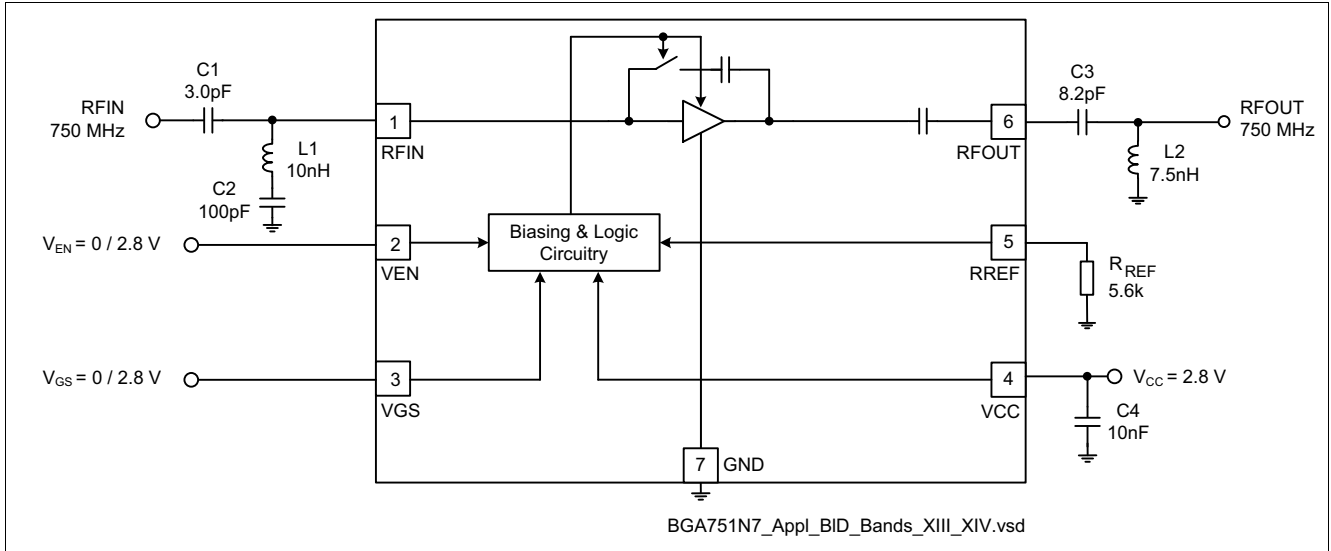 C1
3.0pF
RFIN
750 MHz
L1
10nH
C2
100pF
1
RFIN
C3
8.2pF
RFOUT
750 MHz
6
RFOUT
L2
7.5nH
V_EN = 0 / 2.8 V
2
VEN
Biasing & Logic
Circuitry
5
RREF
R_REF
5.6k
V_GS = 0 / 2.8 V
3
VGS
4
VCC
V_CC = 2.8 V
C4
10nF
7
GND
BGA751N7_Appl_BID_Bands_XIII_XIV.vsd